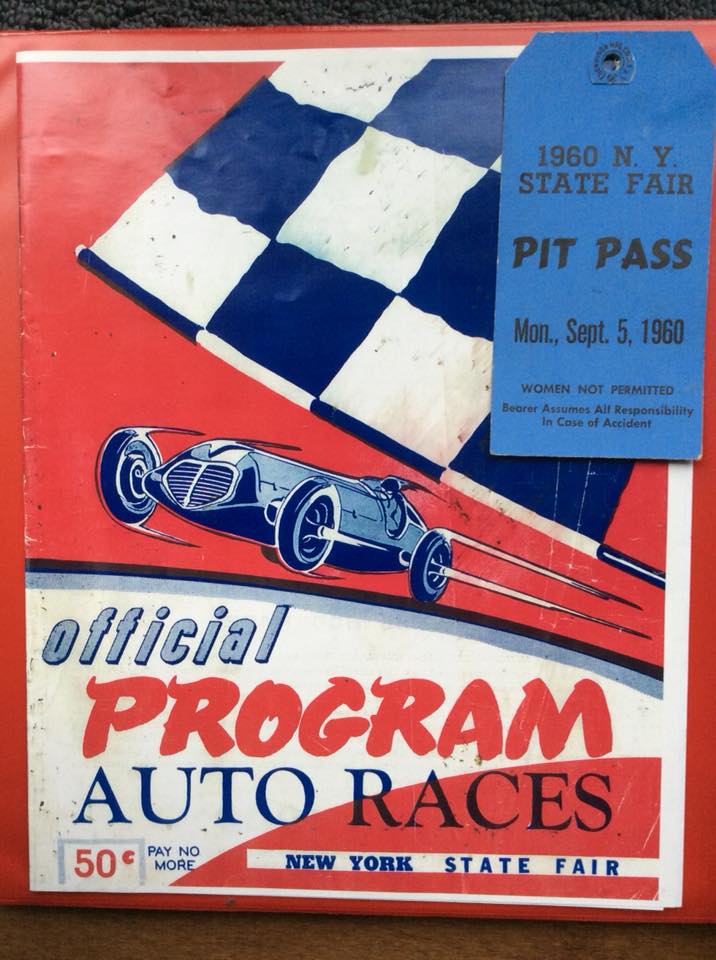 1960 N. Y.
STATE FAIR
PIT PASS
Mon., Sept. 5, 1960
WOMEN NOT PERMITTED
Bearer Assumes All Responsibility
In Case of Accident
official
PROGRAM
AUTO RACES
50¢
PAY NO
MORE
NEW YORK STATE FAIR